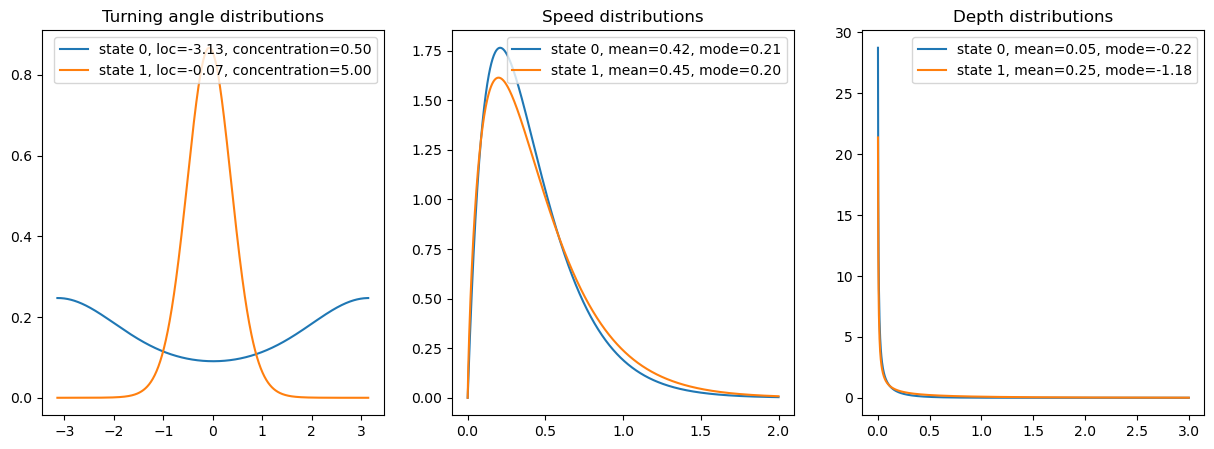 Turning angle distributions
state 0, loc=-3.13, concentration=0.50
state 1, loc=-0.07, concentration=5.00
0.8
0.6
0.4
0.2
0.0
−3 −2 −1 0 1 2 3
Speed distributions
state 0, mean=0.42, mode=0.21
state 1, mean=0.45, mode=0.20
1.75
1.50
1.25
1.00
0.75
0.50
0.25
0.00
0.0 0.5 1.0 1.5 2.0
Depth distributions
state 0, mean=0.05, mode=-0.22
state 1, mean=0.25, mode=-1.18
30
25
20
15
10
5
0
0.0 0.5 1.0 1.5 2.0 2.5 3.0